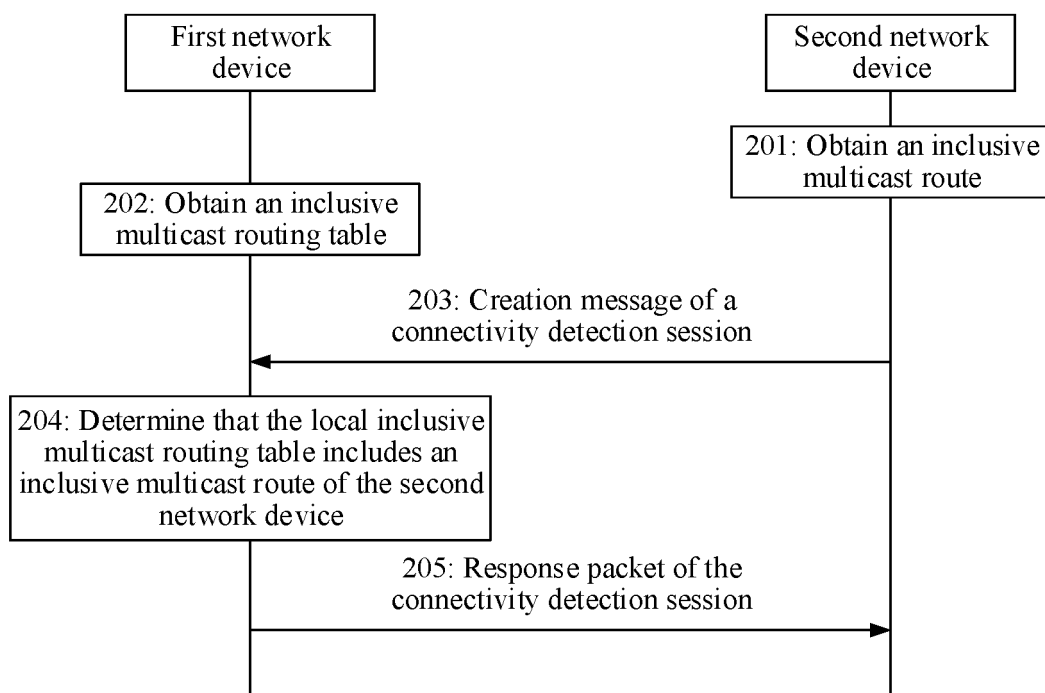 First network
device
Second network
device
201: Obtain an inclusive
multicast route
202: Obtain an inclusive
multicast routing table
203: Creation message of a
connectivity detection session
204: Determine that the local inclusive
multicast routing table includes an
inclusive multicast route of the second
network device
205: Response packet of the
connectivity detection session